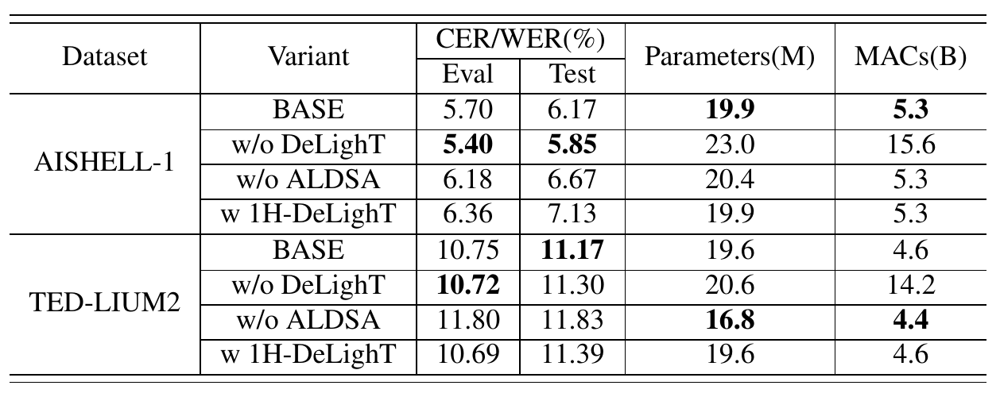 Dataset Variant CER/WER(%) Parameters(M) MACs(B)
Eval Test
AISHELL-1
BASE 5.70 6.17 19.9 5.3
w/o DeLighT 5.40 5.85 23.0 15.6
w/o ALDSA 6.18 6.67 20.4 5.3
w 1H-DeLighT 6.36 7.13 19.9 5.3
TED-LIUM2
BASE 10.75 11.17 19.6 4.6
w/o DeLighT 10.72 11.30 20.6 14.2
w/o ALDSA 11.80 11.83 16.8 4.4
w 1H-DeLighT 10.69 11.39 19.6 4.6